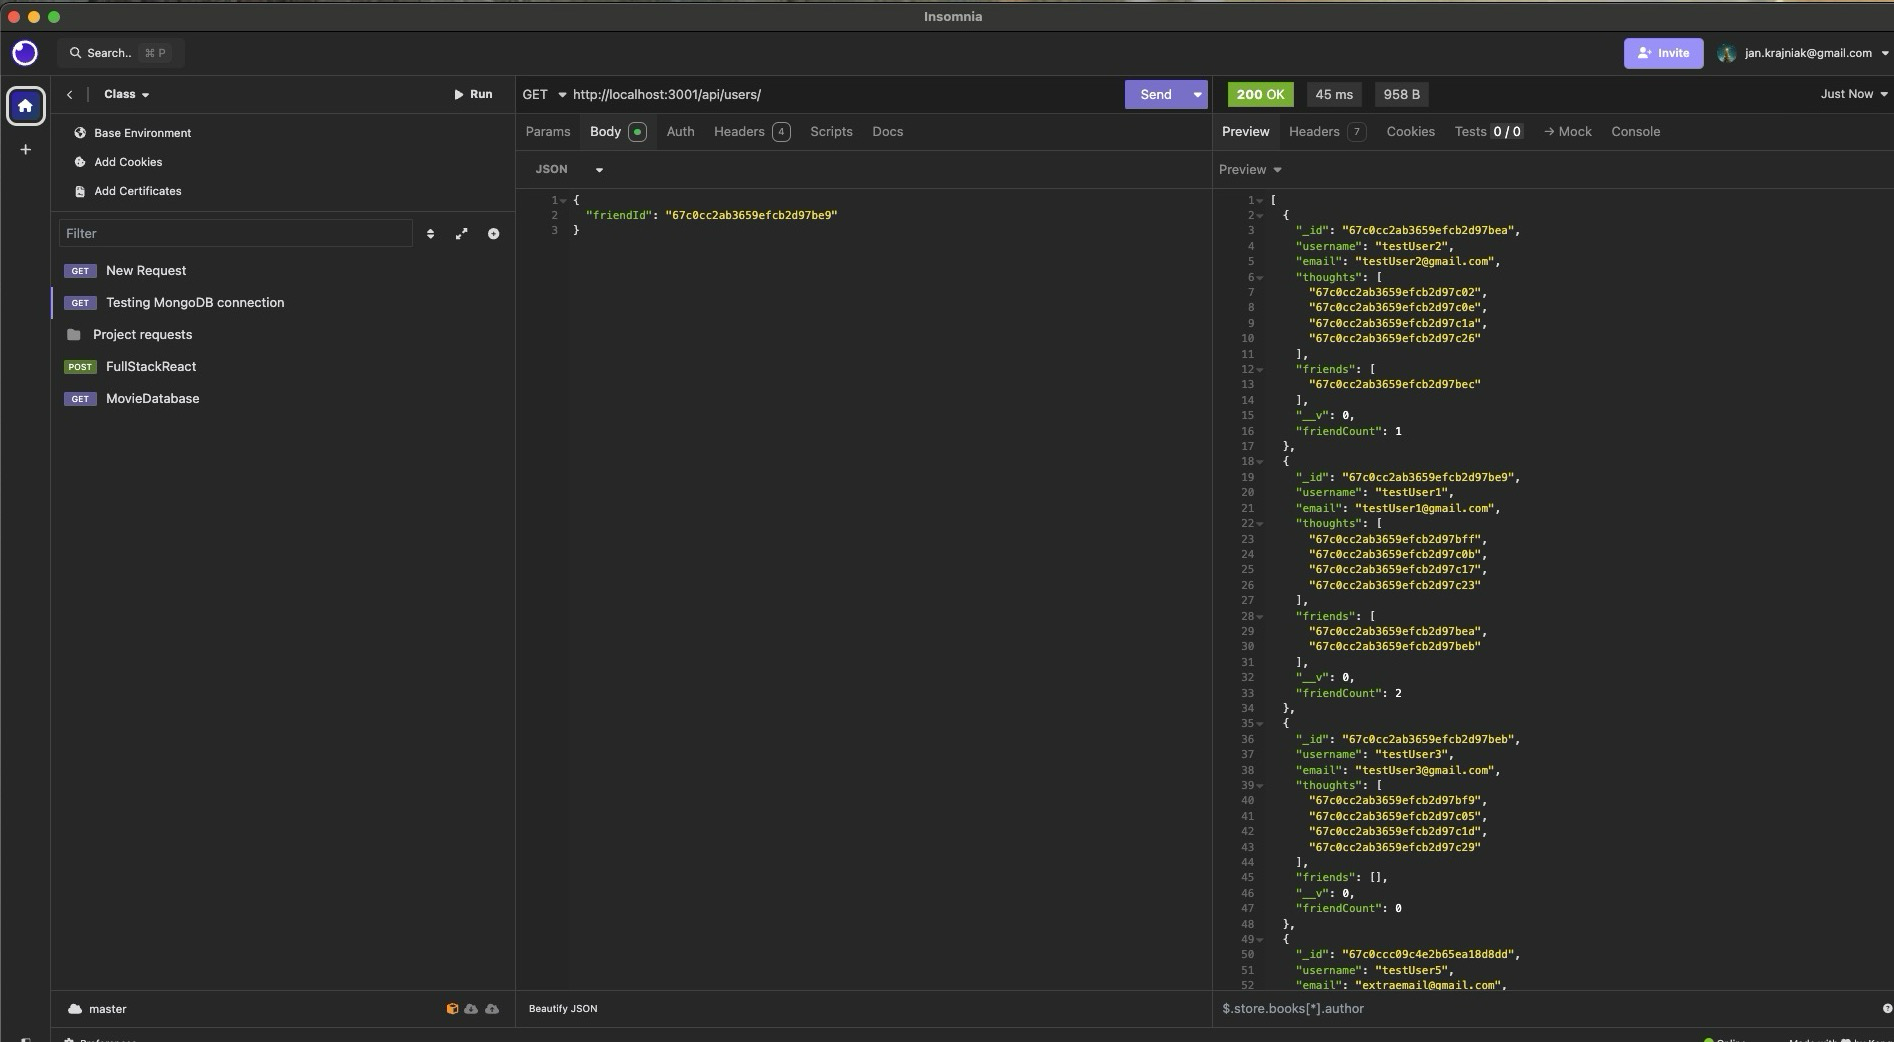 Insomnia
Search.. ⌘ P
Invite
jan.krajniak@gmail.com
Class
Run
GET http://localhost:3001/api/users/
Send
200 OK
45 ms
958 B
Just Now
Base Environment
Add Cookies
Add Certificates
Filter
GET New Request
GET Testing MongoDB connection
Project requests
POST FullStackReact
GET MovieDatabase
master
Params Body Auth Headers 4 Scripts Docs
JSON
1 {
2 "friendId": "67c0cc2ab3659efcb2d97be9"
3 }
Beautify JSON
Preview Headers 7 Cookies Tests 0 / 0 → Mock Console
Preview
1 [
2 {
3 "_id": "67c0cc2ab3659efcb2d97bea",
4 "username": "testUser2",
5 "email": "testUser2@gmail.com",
6 "thoughts": [
7 "67c0cc2ab3659efcb2d97c02",
8 "67c0cc2ab3659efcb2d97c0e",
9 "67c0cc2ab3659efcb2d97c1a",
10 "67c0cc2ab3659efcb2d97c26"
11 ],
12 "friends": [
13 "67c0cc2ab3659efcb2d97bec"
14 ],
15 "__v": 0,
16 "friendCount": 1
17 },
18 {
19 "_id": "67c0cc2ab3659efcb2d97be9",
20 "username": "testUser1",
21 "email": "testUser1@gmail.com",
22 "thoughts": [
23 "67c0cc2ab3659efcb2d97bff",
24 "67c0cc2ab3659efcb2d97c0b",
25 "67c0cc2ab3659efcb2d97c17",
26 "67c0cc2ab3659efcb2d97c23"
27 ],
28 "friends": [
29 "67c0cc2ab3659efcb2d97bea",
30 "67c0cc2ab3659efcb2d97beb"
31 ],
32 "__v": 0,
33 "friendCount": 2
34 },
35 {
36 "_id": "67c0cc2ab3659efcb2d97beb",
37 "username": "testUser3",
38 "email": "testUser3@gmail.com",
39 "thoughts": [
40 "67c0cc2ab3659efcb2d97bf9",
41 "67c0cc2ab3659efcb2d97c05",
42 "67c0cc2ab3659efcb2d97c1d",
43 "67c0cc2ab3659efcb2d97c29"
44 ],
45 "friends": [],
46 "__v": 0,
47 "friendCount": 0
48 },
49 {
50 "_id": "67c0ccc09c4e2b65ea18d8dd",
51 "username": "testUser5",
52 "email": "extraemail@gmail.com",
$.store.books[*].author